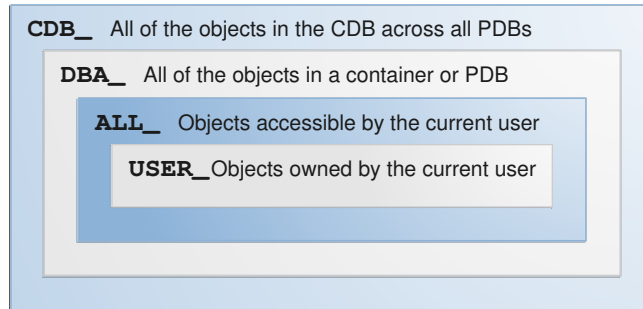 CDB_ All of the objects in the CDB across all PDBs
DBA_ All of the objects in a container or PDB
ALL_ Objects accessible by the current user
USER_Objects owned by the current user